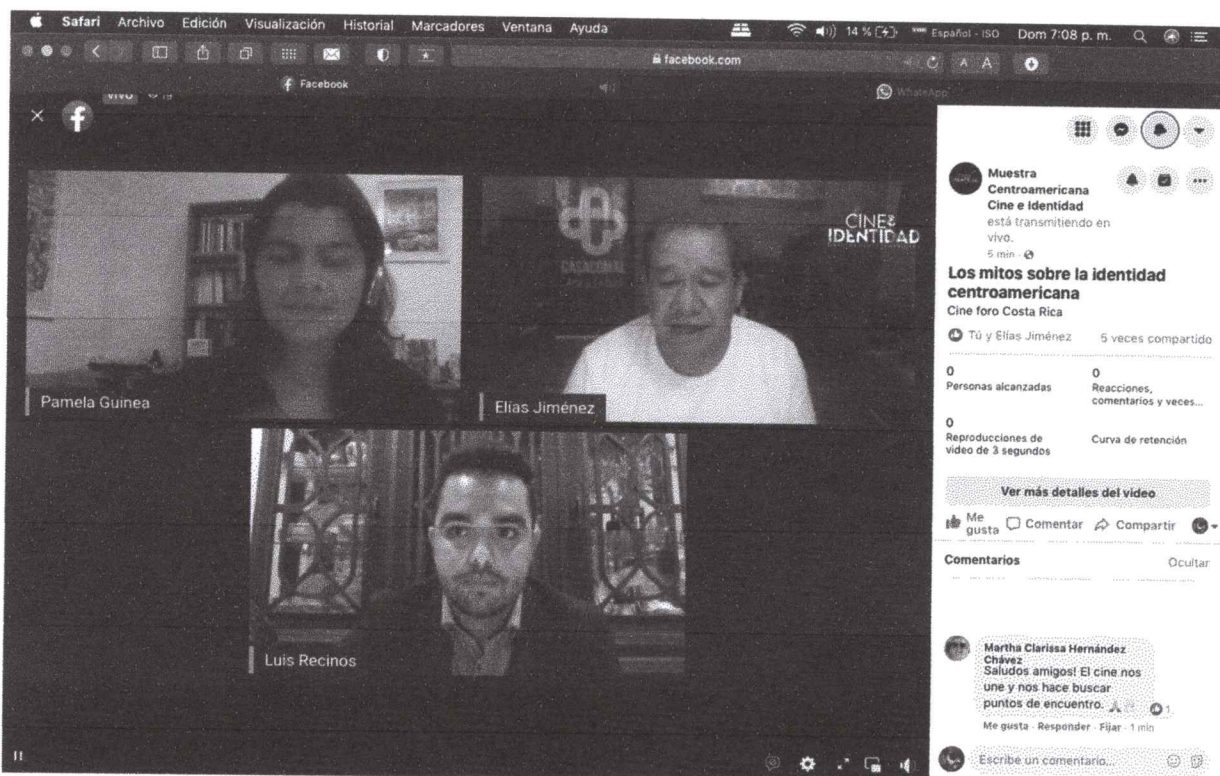 Safari Archivo Edición Visualización Historial Marcadores Ventana Ayuda 14 % Español - ISO Dom 7:08 p. m.
facebook.com A A
Facebook WhatsApp
VIVO 19
CINE& IDENTIDAD
CASACOMAL
Pamela Guinea
Elías Jiménez
Luis Recinos
Muestra
Centroamericana
Cine e Identidad
está transmitiendo en
vivo.
5 min ·
Los mitos sobre la identidad
centroamericana
Cine foro Costa Rica
Tú y Elías Jiménez 5 veces compartido
0
Personas alcanzadas
0
Reacciones,
comentarios y veces...
0
Reproducciones de
video de 3 segundos
Curva de retención
Ver más detalles del video
Me
gusta Comentar Compartir
Comentarios Ocultar
Martha Clarissa Hernández
Chávez
Saludos amigos! El cine nos
une y nos hace buscar
puntos de encuentro.
1
Me gusta · Responder · Fijar · 1 min
Escribe un comentario...